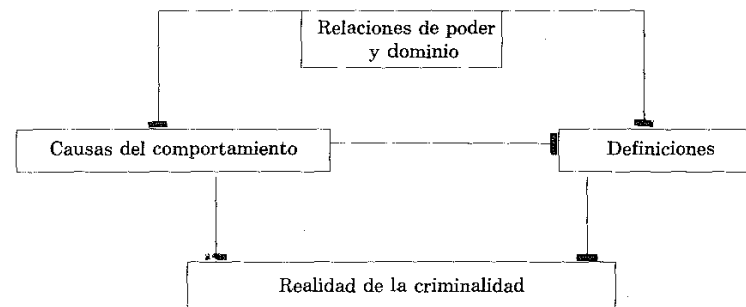 Relaciones de poder
y dominio
Causas del comportamiento
Definiciones
Realidad de la criminalidad